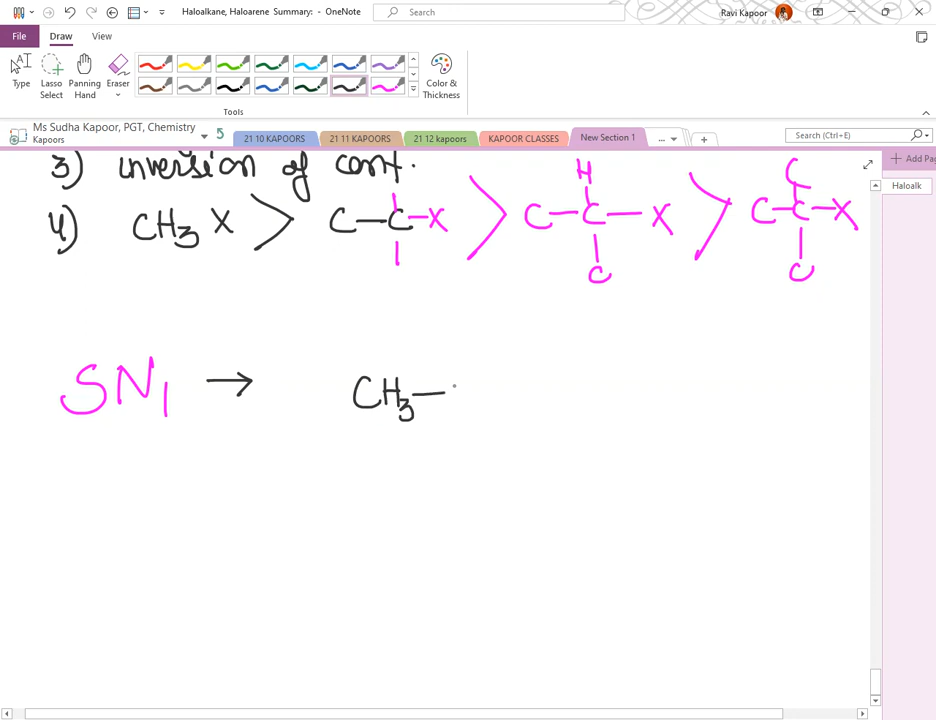 Haloalkane, Haloarene Summary: - OneNote
Search
Ravi Kapoor
File
Draw
View
Type
Lasso Select
Panning Hand
Eraser
Color & Thickness
Tools
Ms Sudha Kapoor, PGT, Chemistry
Kapoors
21 10 KAPOORS
21 11 KAPOORS
21 12 kapoors
KAPOOR CLASSES
New Section 1
...
Search (Ctrl+E)
Add Pag
Haloalk
3) inversion of conf.
4) CH3 X > C—C—X > C—C—X > C—C—X
H
C
C
C
SN1 → CH3—